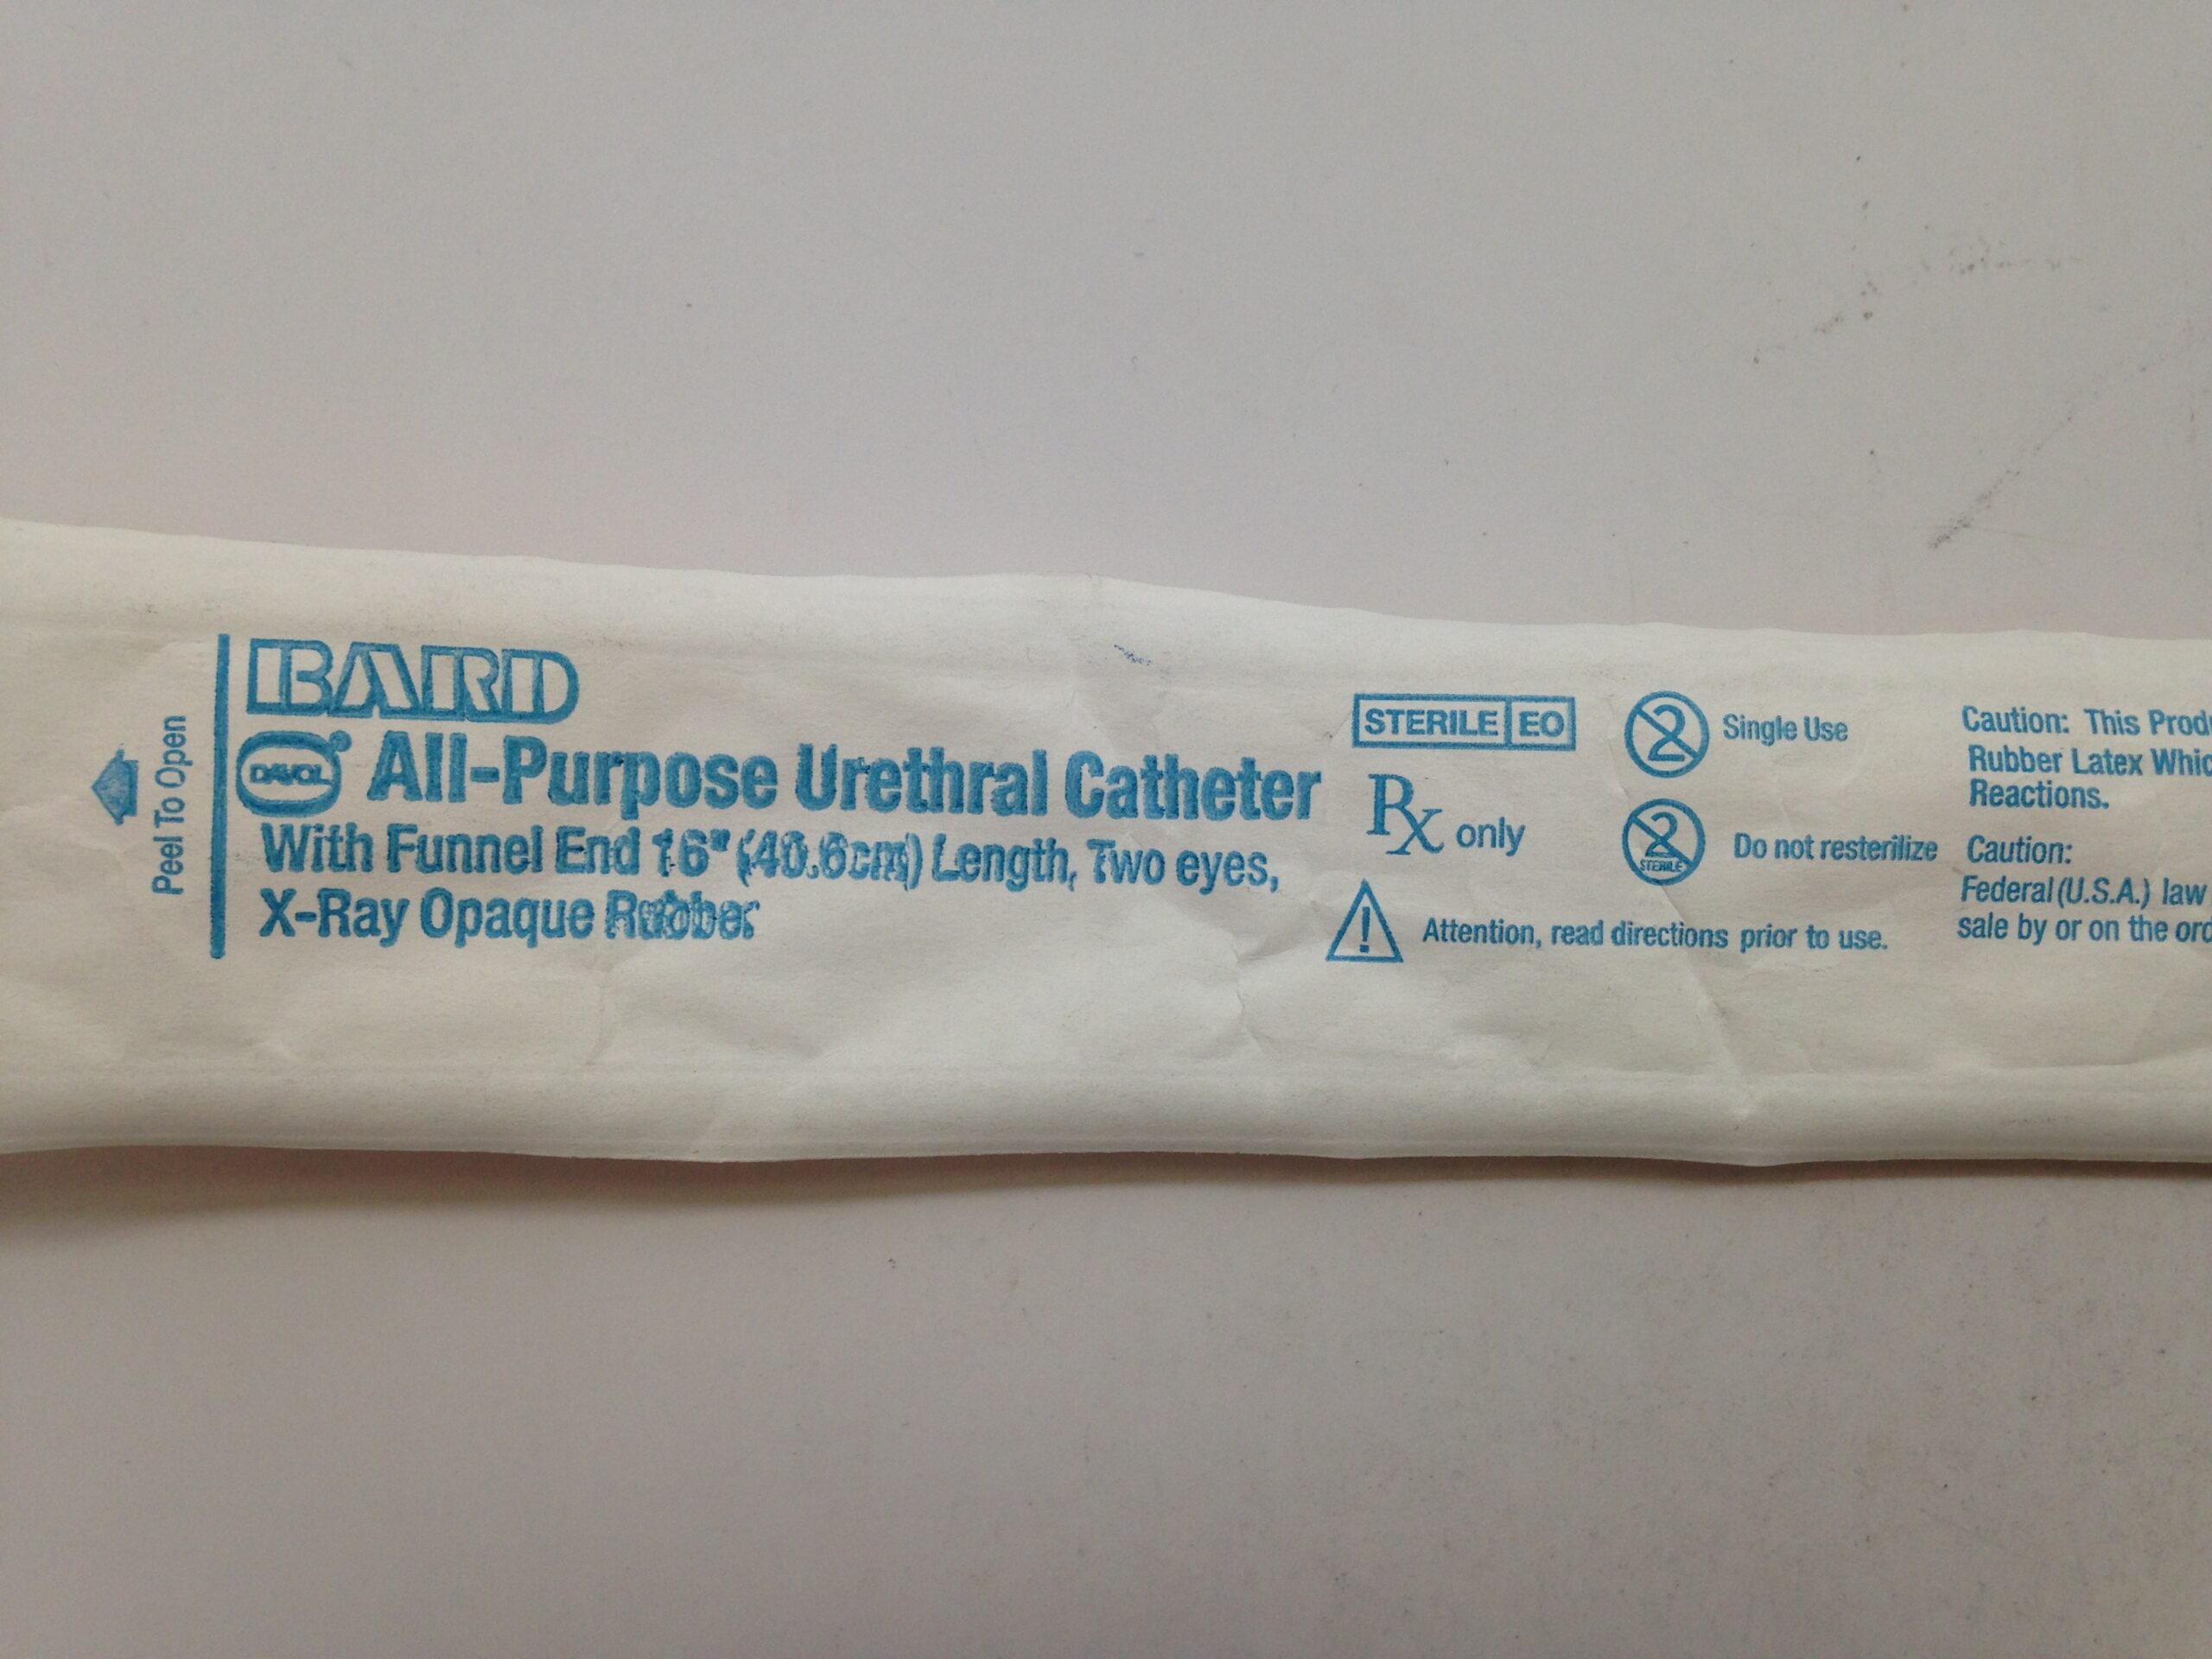 Peel To Open
BARD
DAVOL® All-Purpose Urethral Catheter
With Funnel End 16" (40.6cm) Length, Two eyes,
X-Ray Opaque Rubber
STERILE EO
Rx only
Attention, read directions prior to use.
2 Single Use
2 STERILE Do not resterilize
Caution: This Prod
Rubber Latex Whic
Reactions.
Caution:
Federal (U.S.A.) law
sale by or on the ord